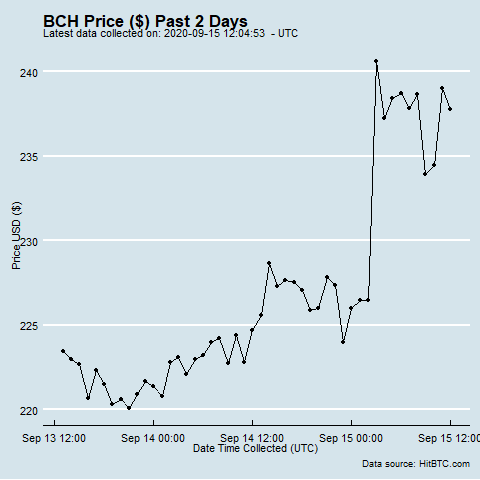 BCH Price ($) Past 2 Days
Latest data collected on: 2020-09-15 12:04:53 - UTC
240
235
230
225
220
Price USD ($)
Sep 13 12:00 Sep 14 00:00 Sep 14 12:00 Sep 15 00:00 Sep 15 12:00
Date Time Collected (UTC)
Data source: HitBTC.com